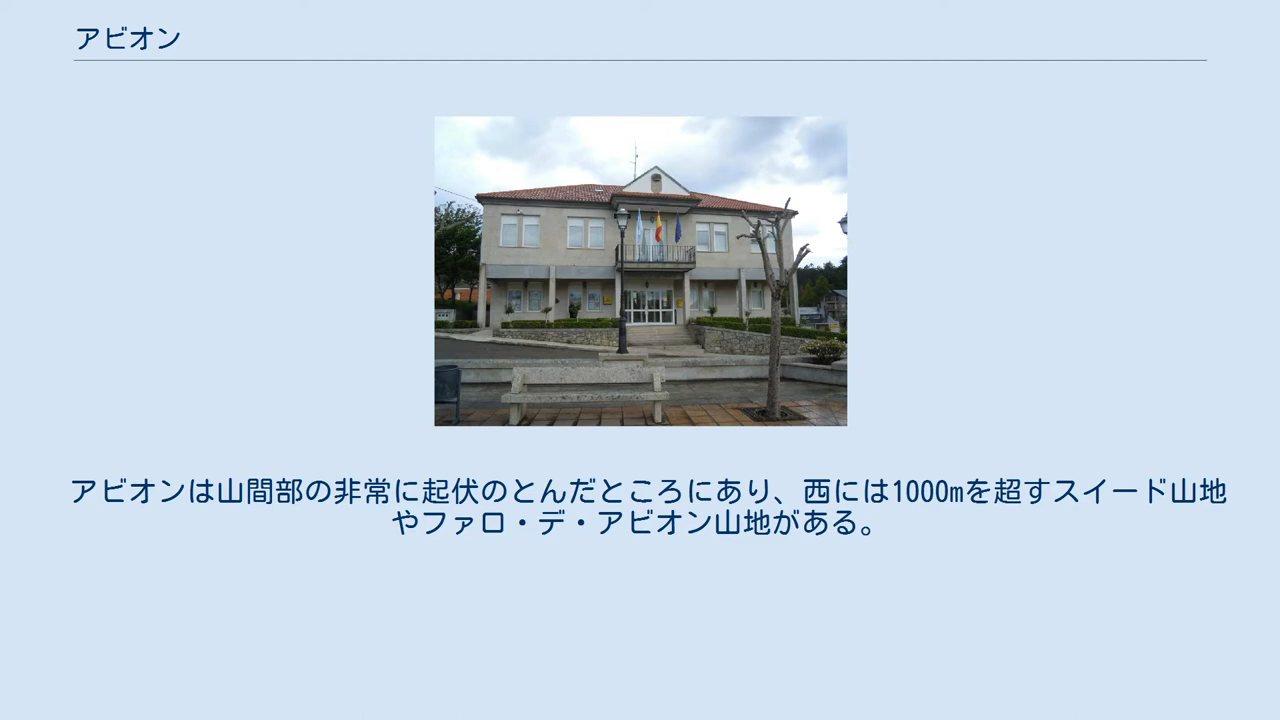 アビオン
アビオンは山間部の非常に起伏のとんだところにあり、西には1000mを超すスイード山地
やファロ・デ・アビオン山地がある。